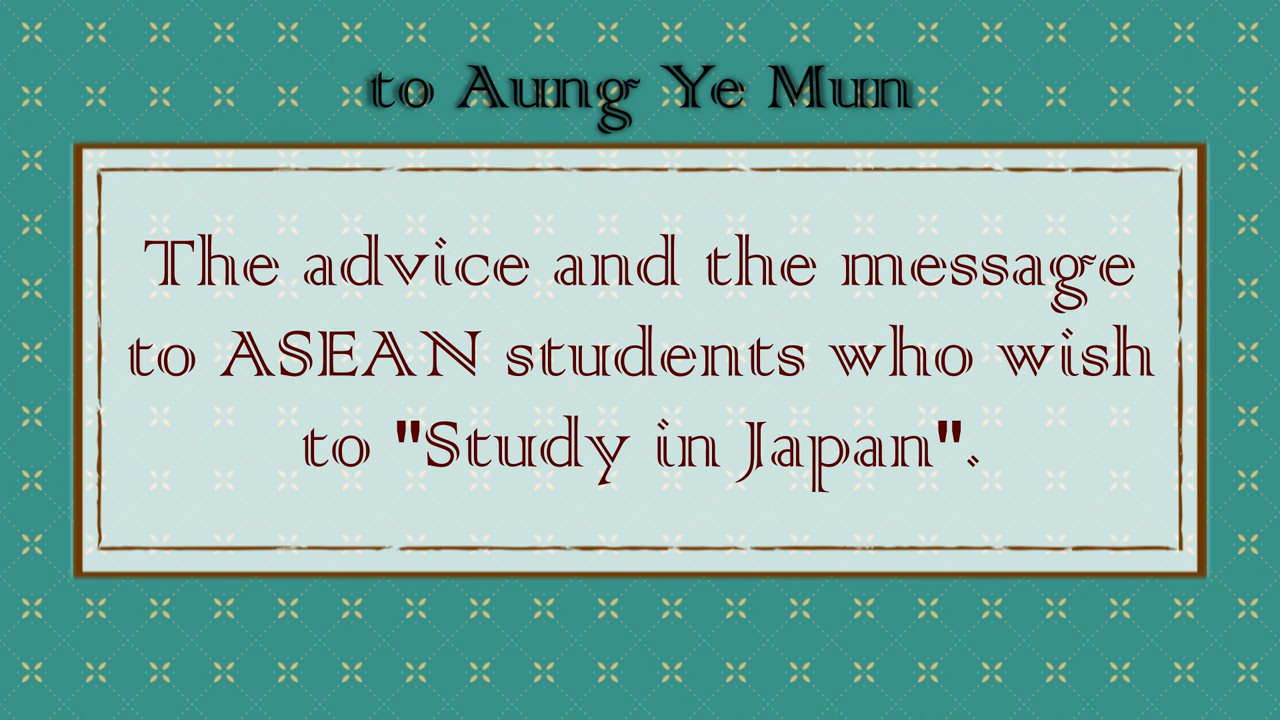 to Aung Ye Mun
The advice and the message
to ASEAN students who wish
to "Study in Japan".